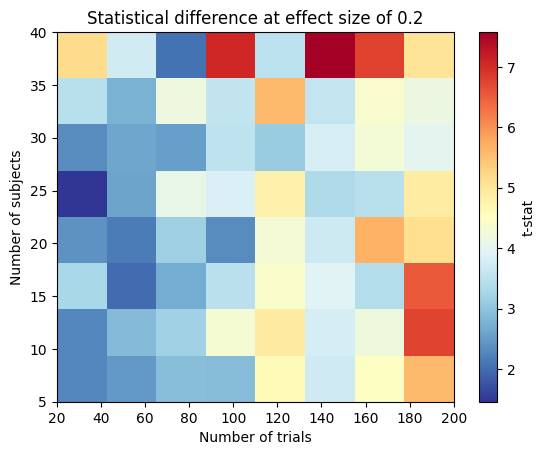 Statistical difference at effect size of 0.2
40
35
30
25
20
15
10
5
Number of subjects
20 40 60 80 100 120 140 160 180 200
Number of trials
7
6
5
4
3
2
t-stat